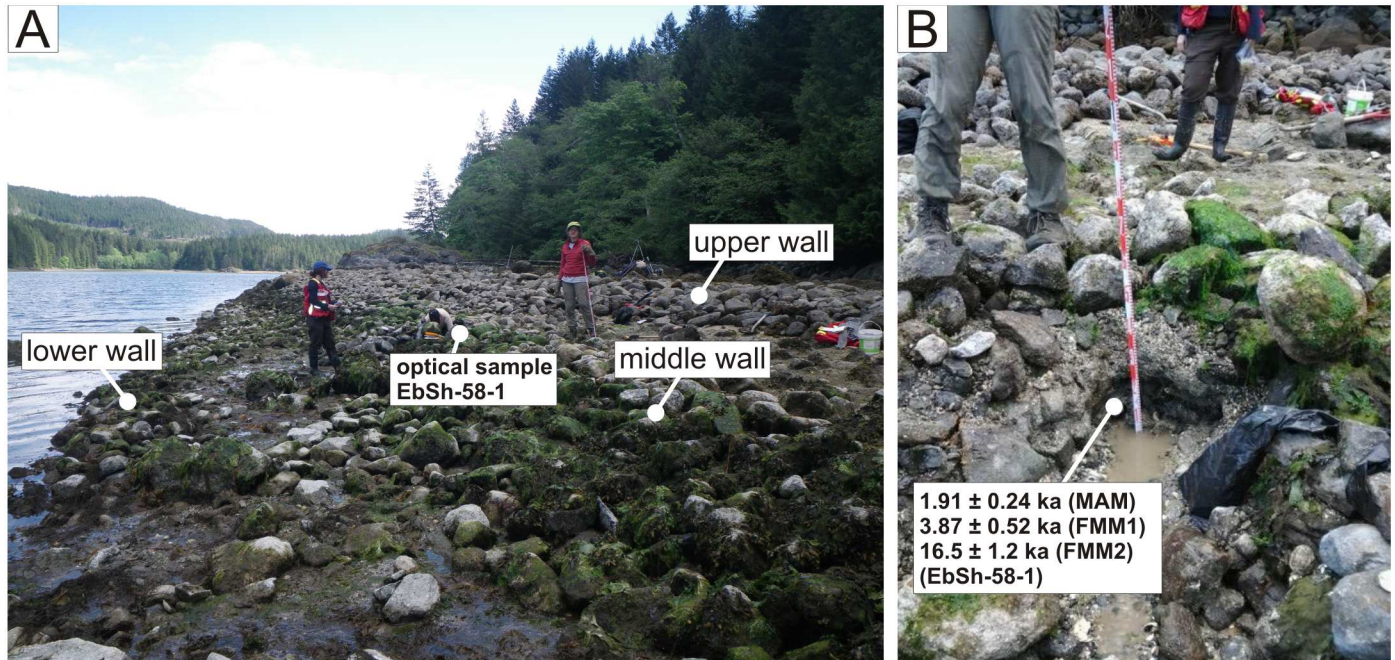 A
upper wall
lower wall
optical sample
EbSh-58-1
middle wall
B
1.91 ± 0.24 ka (MAM)
3.87 ± 0.52 ka (FMM1)
16.5 ± 1.2 ka (FMM2)
(EbSh-58-1)